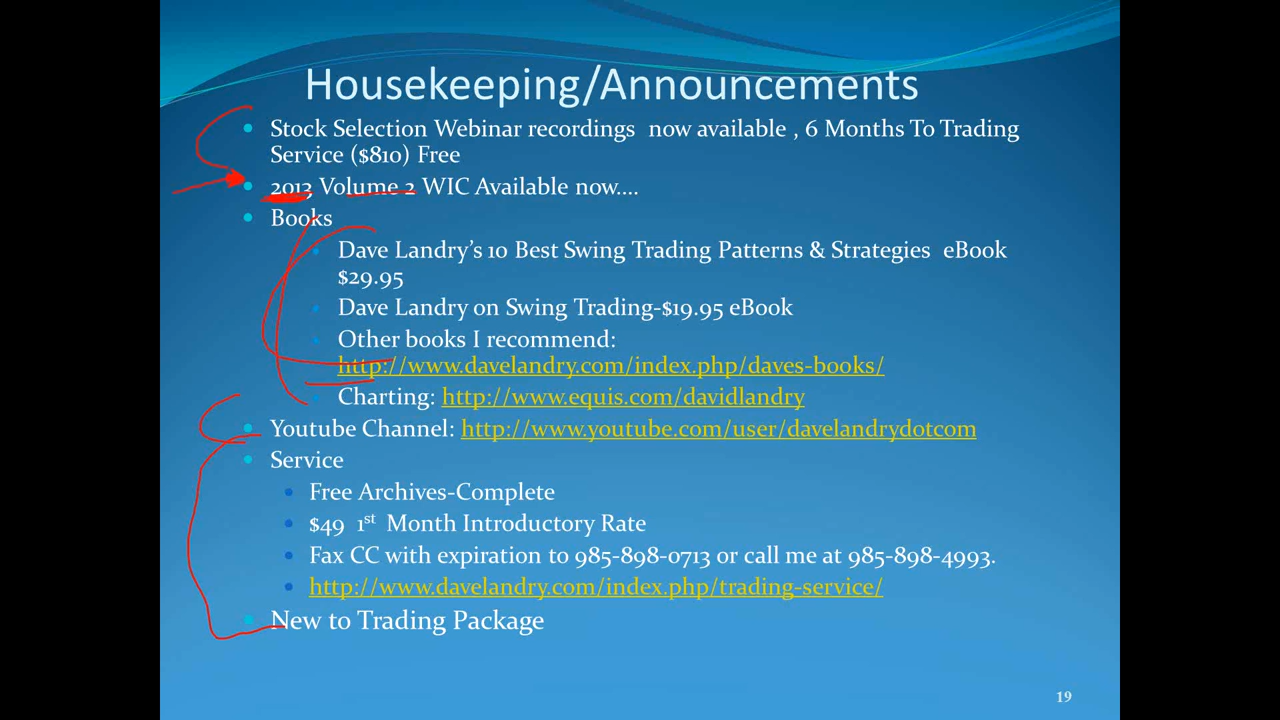 Housekeeping/Announcements
Stock Selection Webinar recordings now available , 6 Months To Trading
Service ($810) Free
2013 Volume 2 WIC Available now....
Books
Dave Landry's 10 Best Swing Trading Patterns & Strategies eBook
$29.95
Dave Landry on Swing Trading-$19.95 eBook
Other books I recommend:
http://www.davelandry.com/index.php/daves-books/
Charting: http://www.equis.com/davidlandry
Youtube Channel: http://www.youtube.com/user/davelandrydotcom
Service
Free Archives-Complete
$49 1st Month Introductory Rate
Fax CC with expiration to 985-898-0713 or call me at 985-898-4993.
http://www.davelandry.com/index.php/trading-service/
New to Trading Package
19